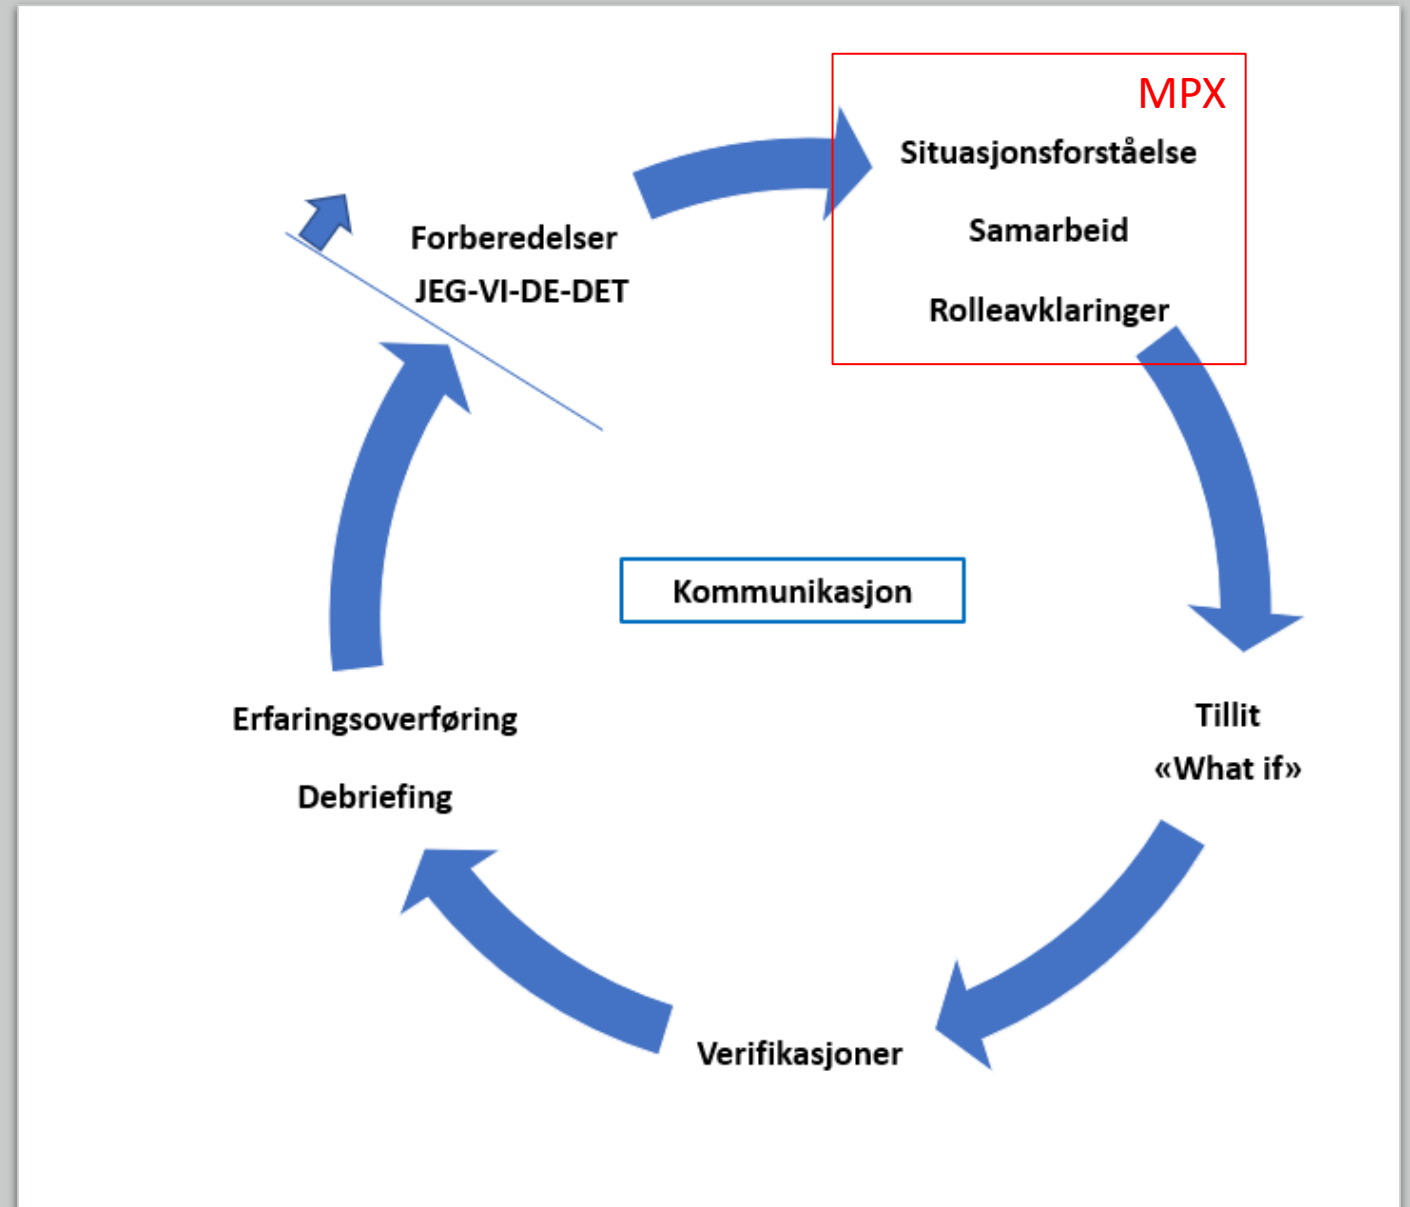 MPX
Situasjonsforståelse
Samarbeid
Rolleavklaringer
Forberedelser
JEG-VI-DE-DET
Kommunikasjon
Tillit
«What if»
Verifikasjoner
Erfaringsoverføring
Debriefing